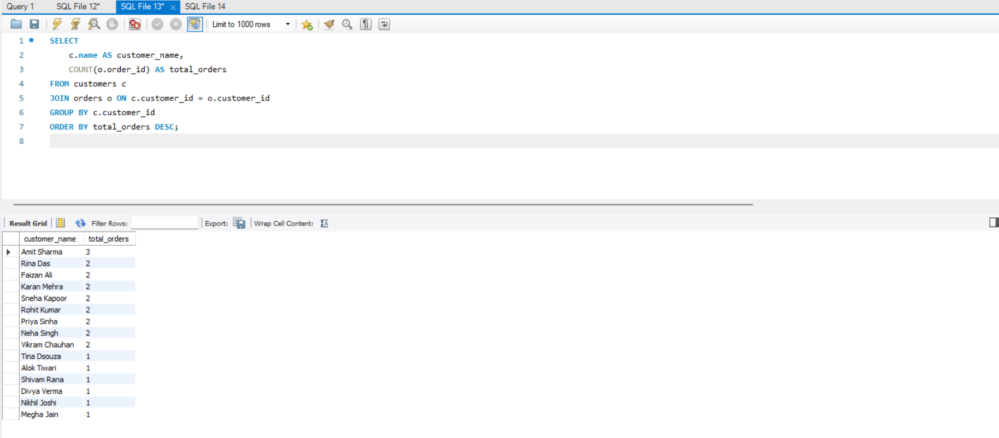 Query 1 SQL File 12* SQL File 13* SQL File 14
Limit to 1000 rows
1 SELECT
2 c.name AS customer_name,
3 COUNT(o.order_id) AS total_orders
4 FROM customers c
5 JOIN orders o ON c.customer_id = o.customer_id
6 GROUP BY c.customer_id
7 ORDER BY total_orders DESC;
8
Result Grid Filter Rows: Export: Wrap Cell Content:
customer_name total_orders
Amit Sharma 3
Rina Das 2
Faizan Ali 2
Karan Mehra 2
Sneha Kapoor 2
Rohit Kumar 2
Priya Sinha 2
Neha Singh 2
Vikram Chauhan 2
Tina Dsouza 1
Alok Tiwari 1
Shivam Rana 1
Divya Verma 1
Nikhil Joshi 1
Megha Jain 1